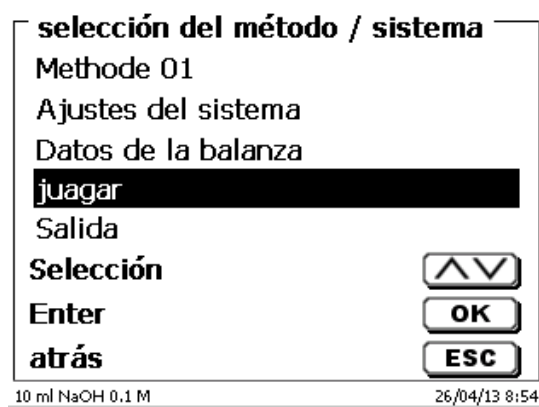 selección del método / sistema
Methode 01
Ajustes del sistema
Datos de la balanza
juagar
Salida
Selección
Enter OK
atrás ESC
10 ml NaOH 0.1 M 26/04/13 8:54